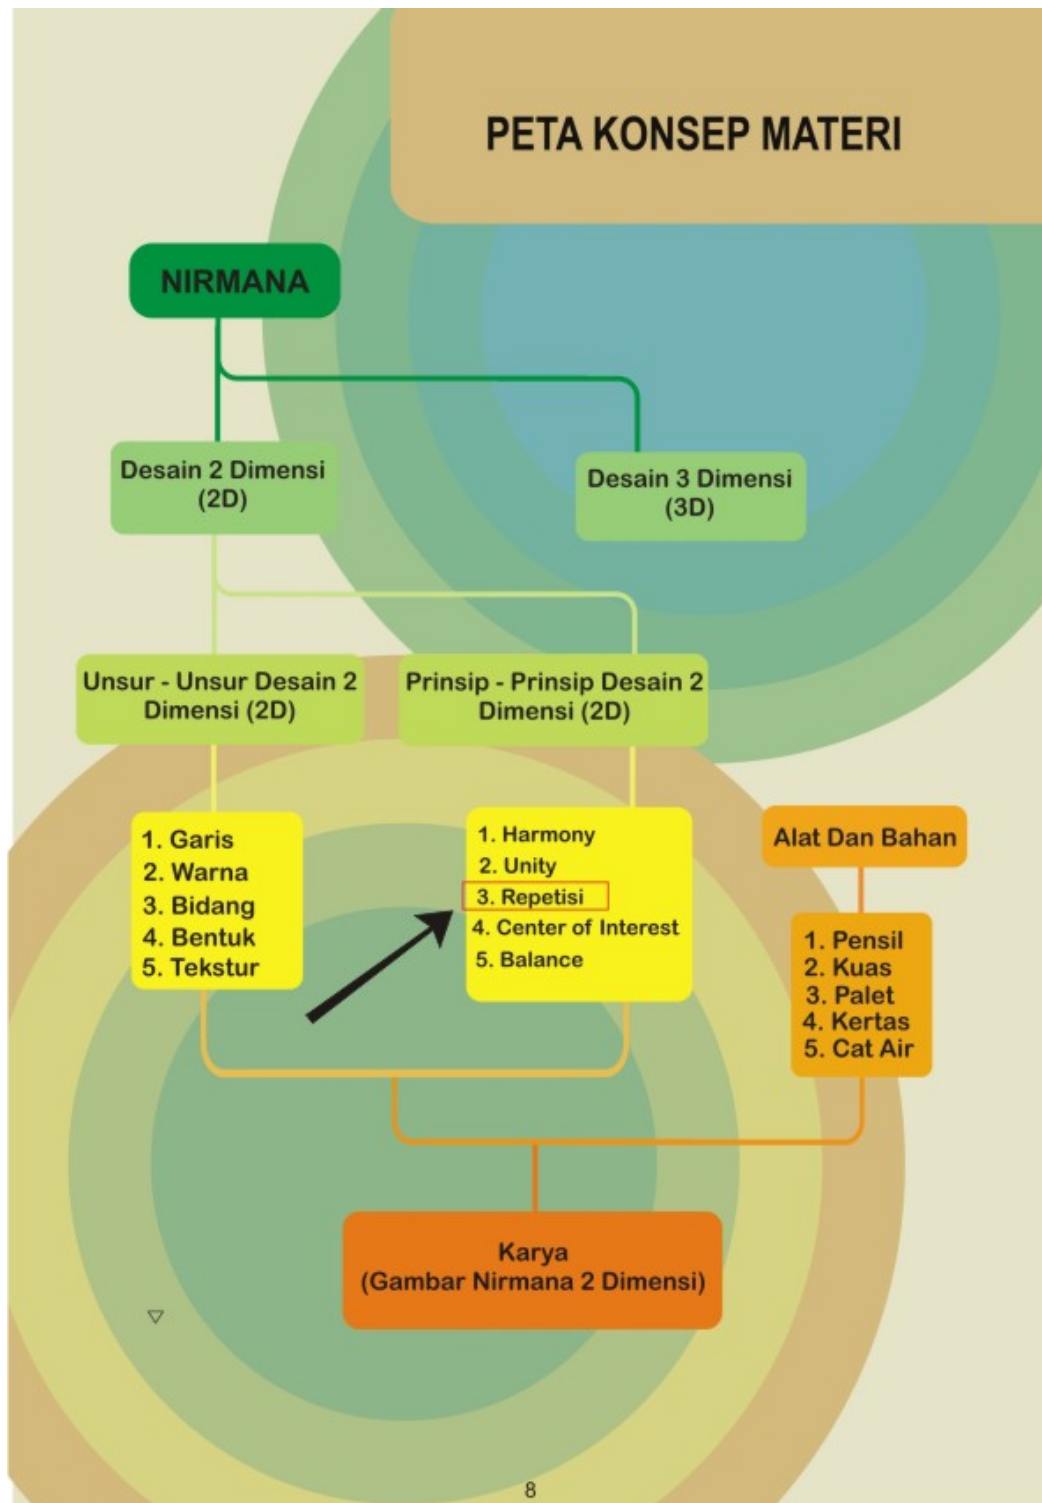 PETA KONSEP MATERI
NIRMANA
Desain 2 Dimensi
(2D)
Desain 3 Dimensi
(3D)
Unsur - Unsur Desain 2
Dimensi (2D)
Prinsip - Prinsip Desain 2
Dimensi (2D)
1. Garis
2. Warna
3. Bidang
4. Bentuk
5. Tekstur
1. Harmony
2. Unity
3. Repetisi
4. Center of Interest
5. Balance
Alat Dan Bahan
1. Pensil
2. Kuas
3. Palet
4. Kertas
5. Cat Air
Karya
(Gambar Nirmana 2 Dimensi)
8